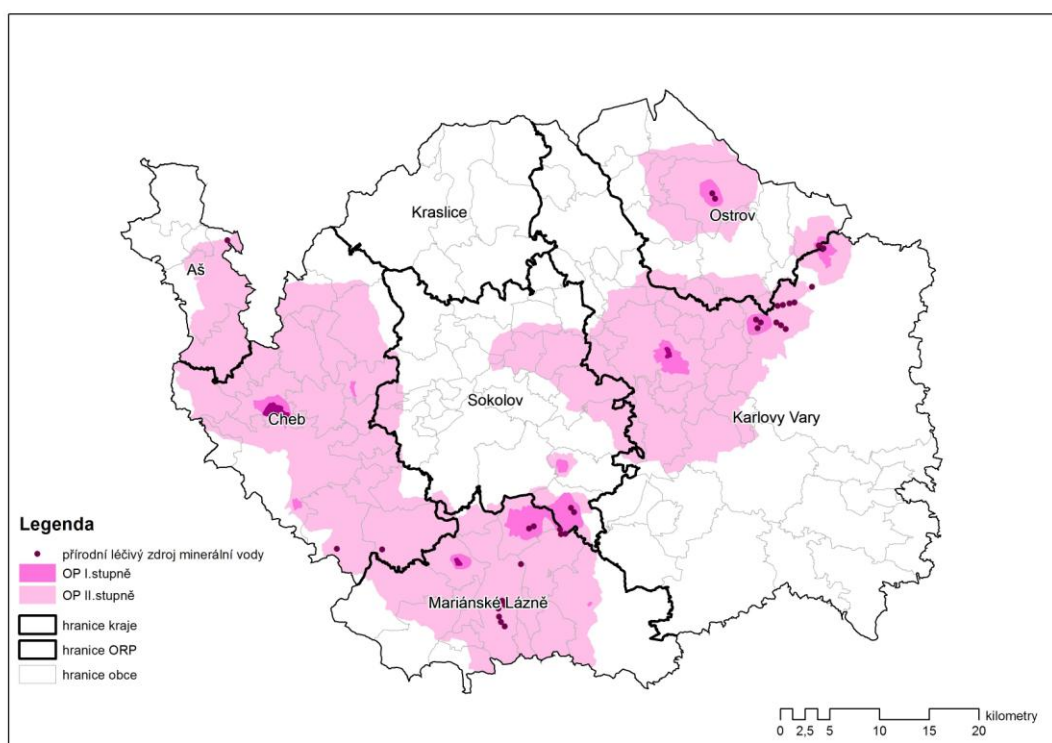 Kraslice
Ostrov
Aš
Sokolov
Cheb
Karlovy Vary
Mariánské Lázně
Legenda
přírodní léčivý zdroj minerální vody
OP I.stupně
OP II.stupně
hranice kraje
hranice ORP
hranice obce
kilometry
0 2,5 5 10 15 20